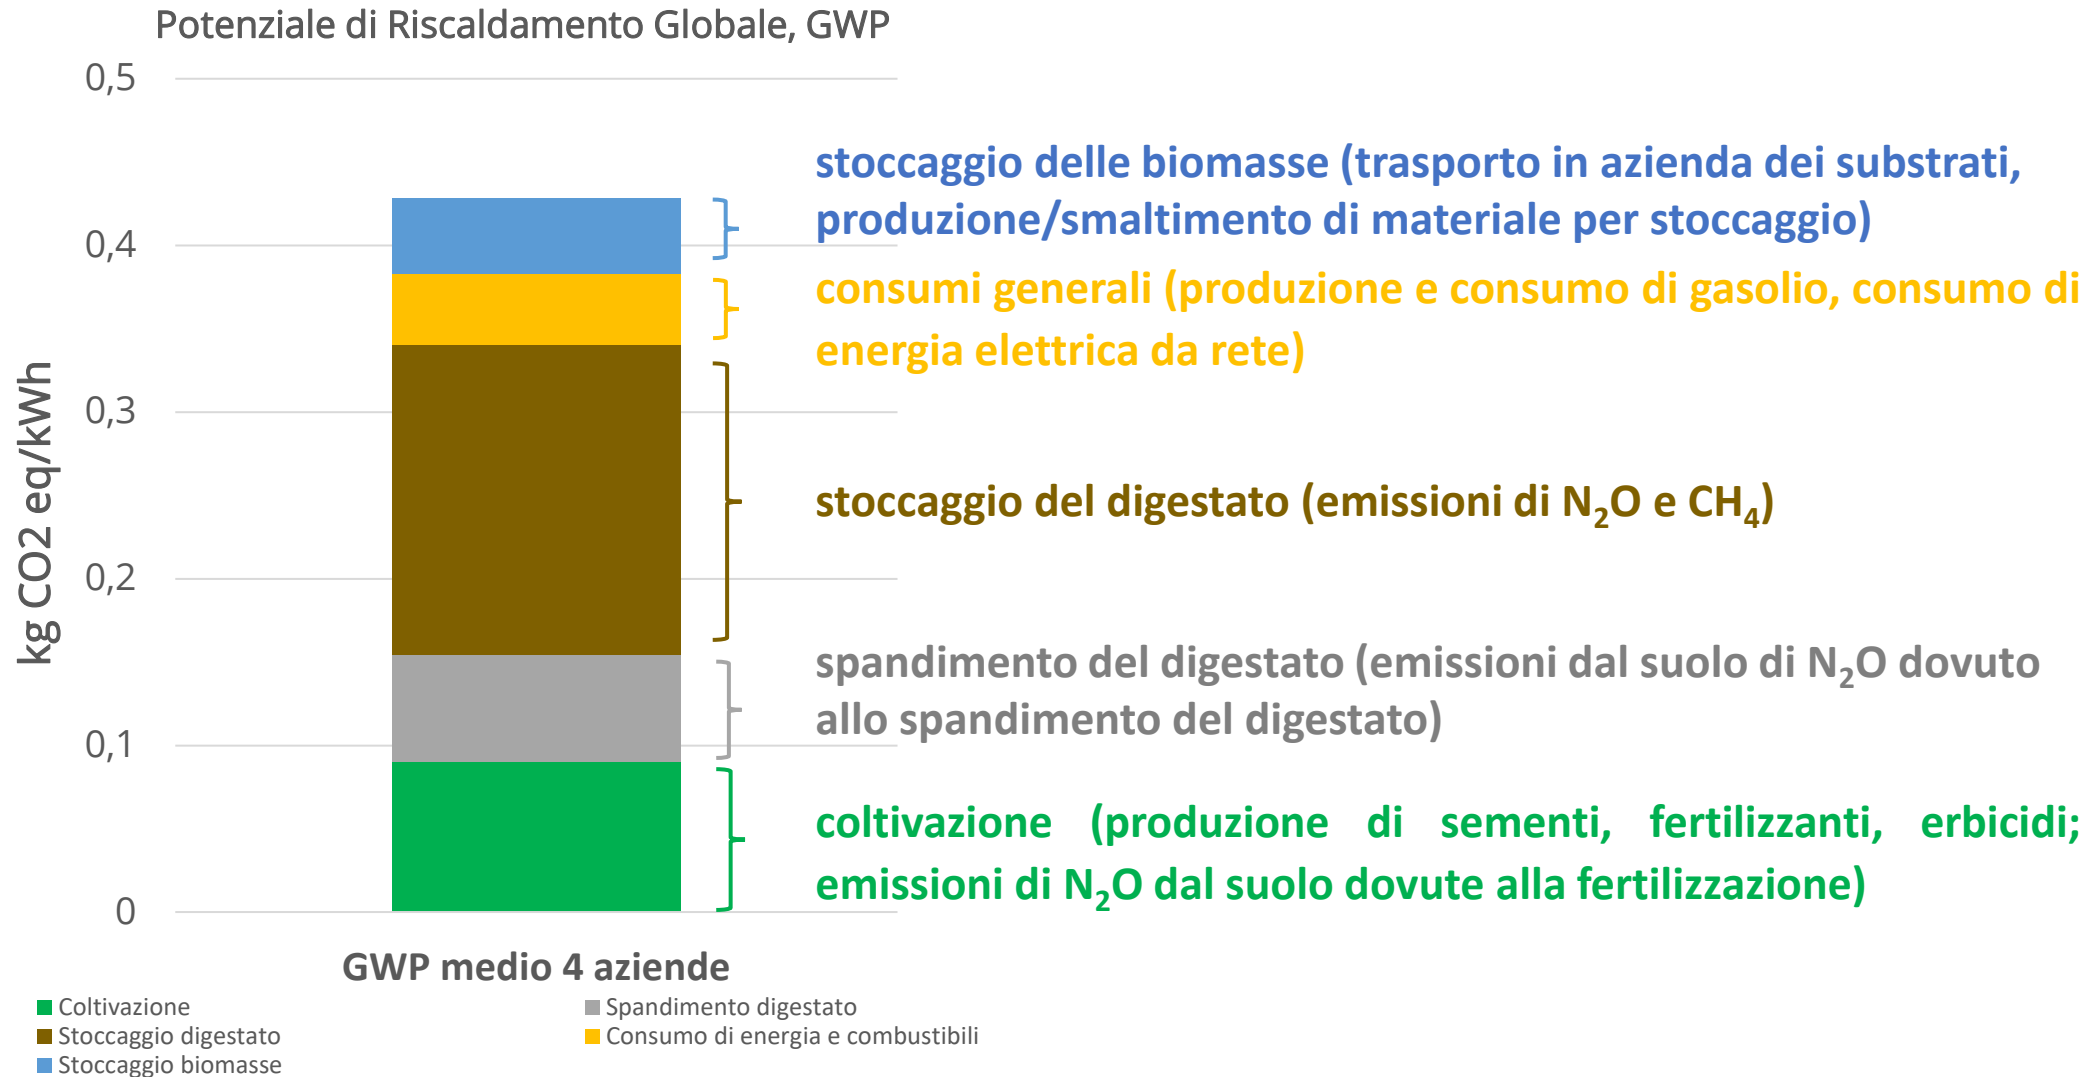 Potenziale di Riscaldamento Globale, GWP
0,5
0,4
0,3
0,2
0,1
0
kg CO2 eq/kWh
stoccaggio delle biomasse (trasporto in azienda dei substrati,
produzione/smaltimento di materiale per stoccaggio)
consumi generali (produzione e consumo di gasolio, consumo di
energia elettrica da rete)
stoccaggio del digestato (emissioni di N₂O e CH₄)
spandimento del digestato (emissioni dal suolo di N₂O dovuto
allo spandimento del digestato)
coltivazione (produzione di sementi, fertilizzanti, erbicidi;
emissioni di N₂O dal suolo dovute alla fertilizzazione)
GWP medio 4 aziende
Coltivazione
Spandimento digestato
Stoccaggio digestato
Consumo di energia e combustibili
Stoccaggio biomasse